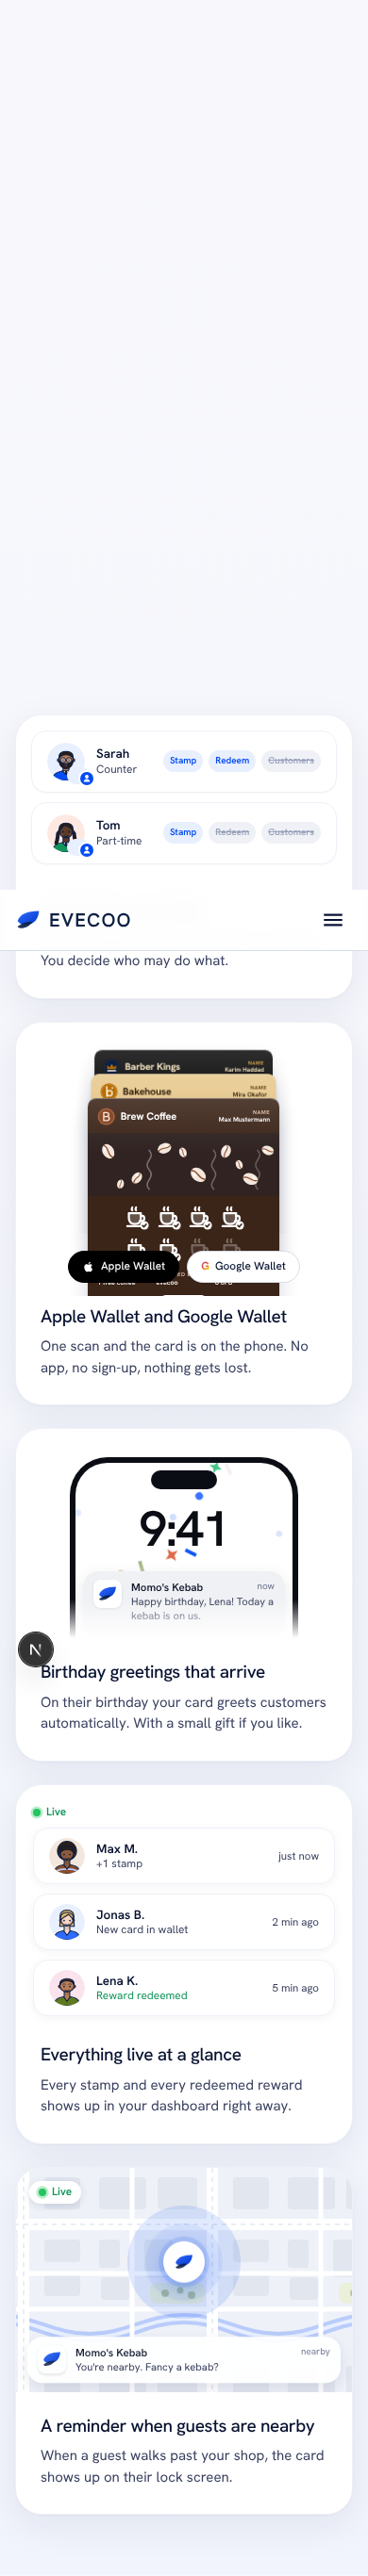 Sarah
Counter
Stamp
Redeem
Customers
Tom
Part-time
Stamp
Redeem
Customers
EVECOO
You decide who may do what.
Barber Kings
NAME
Karim Haddad
Bakehouse
NAME
Mira Okafor
Brew Coffee
NAME
Max Mustermann
Apple Wallet
G Google Wallet
Apple Wallet and Google Wallet
One scan and the card is on the phone. No
app, no sign-up, nothing gets lost.
9:41
Momo's Kebab
now
Happy birthday, Lena! Today a
kebab is on us.
N
Birthday greetings that arrive
On their birthday your card greets customers
automatically. With a small gift if you like.
Live
Max M.
+1 stamp
just now
Jonas B.
New card in wallet
2 min ago
Lena K.
Reward redeemed
5 min ago
Everything live at a glance
Every stamp and every redeemed reward
shows up in your dashboard right away.
Live
Momo's Kebab
nearby
You're nearby. Fancy a kebab?
A reminder when guests are nearby
When a guest walks past your shop, the card
shows up on their lock screen.